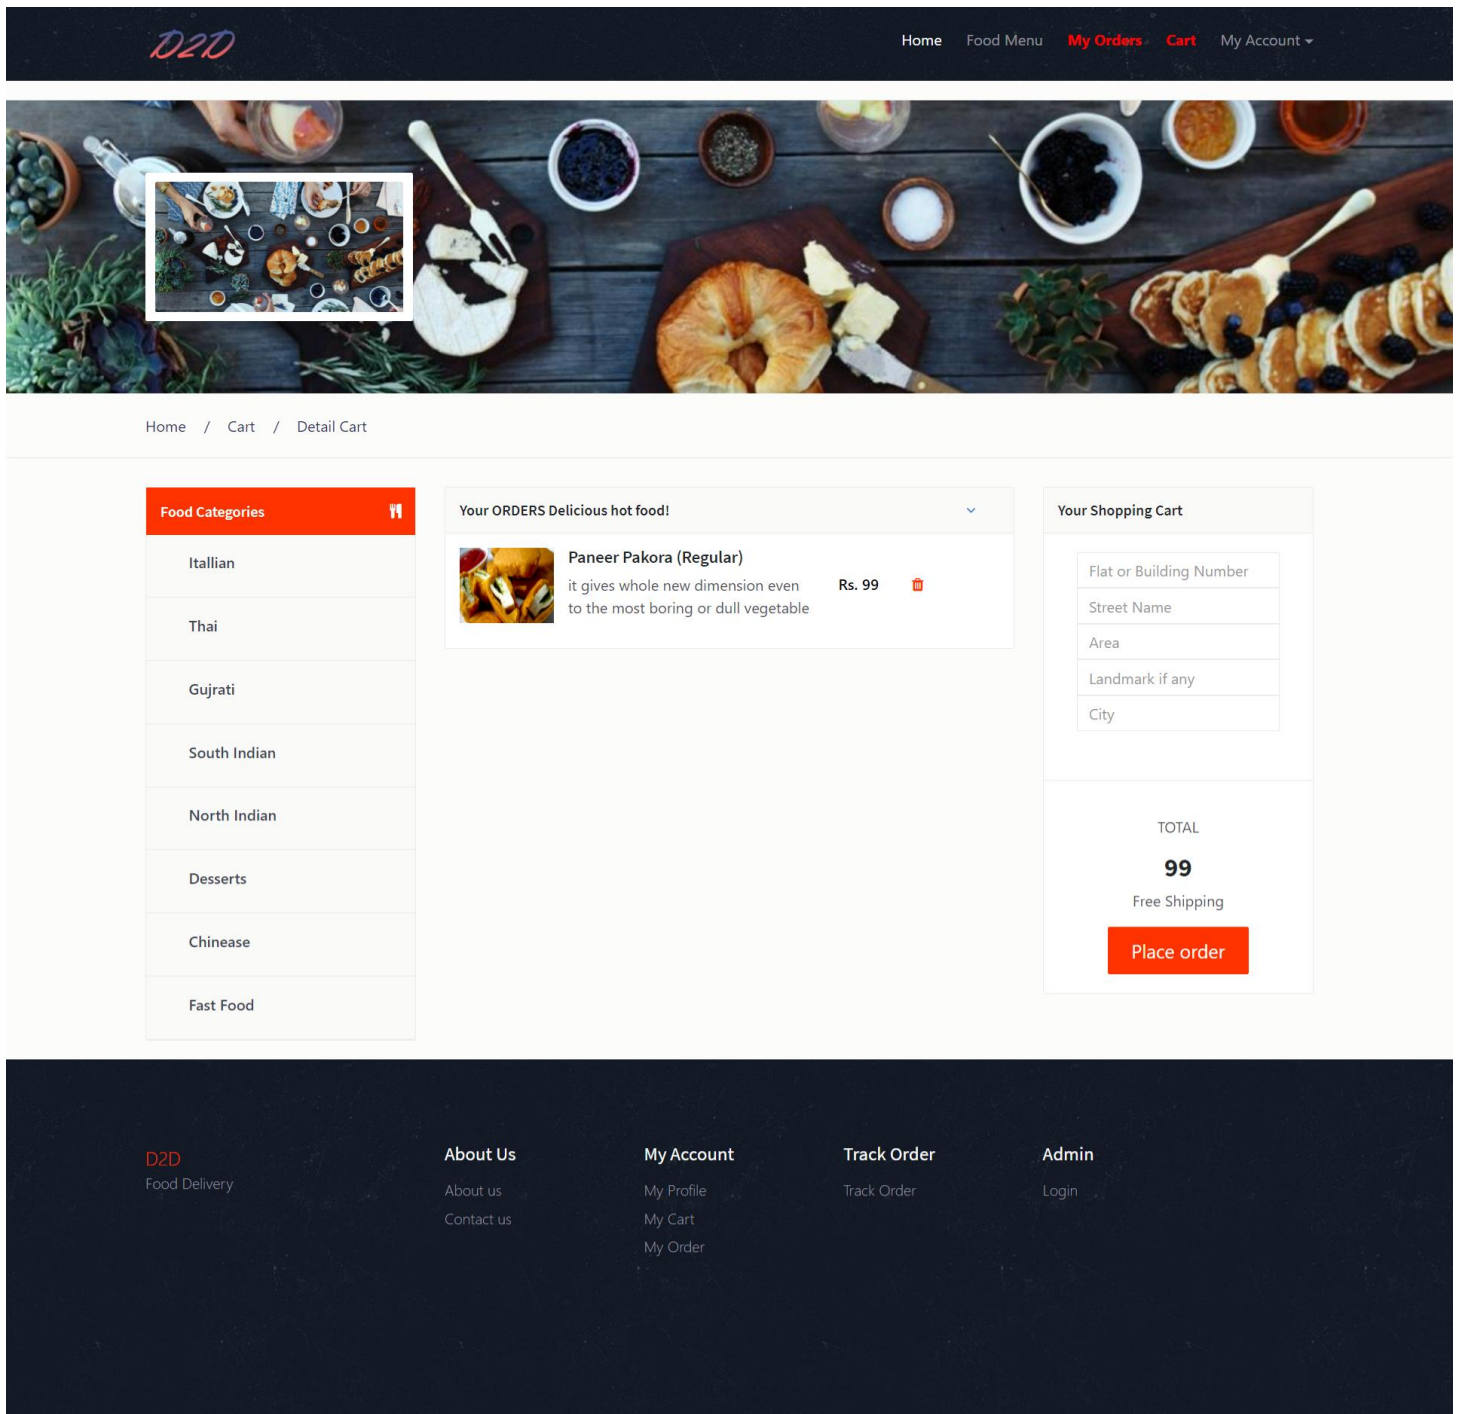 D2D
Home Food Menu My Orders Cart My Account
Home / Cart / Detail Cart
Food Categories
Itallian
Thai
Gujrati
South Indian
North Indian
Desserts
Chinease
Fast Food
Your ORDERS Delicious hot food!
Paneer Pakora (Regular)
it gives whole new dimension even
to the most boring or dull vegetable
Rs. 99
Your Shopping Cart
Flat or Building Number
Street Name
Area
Landmark if any
City
TOTAL
99
Free Shipping
Place order
D2D
Food Delivery
About Us
About us
Contact us
My Account
My Profile
My Cart
My Order
Track Order
Track Order
Admin
Login